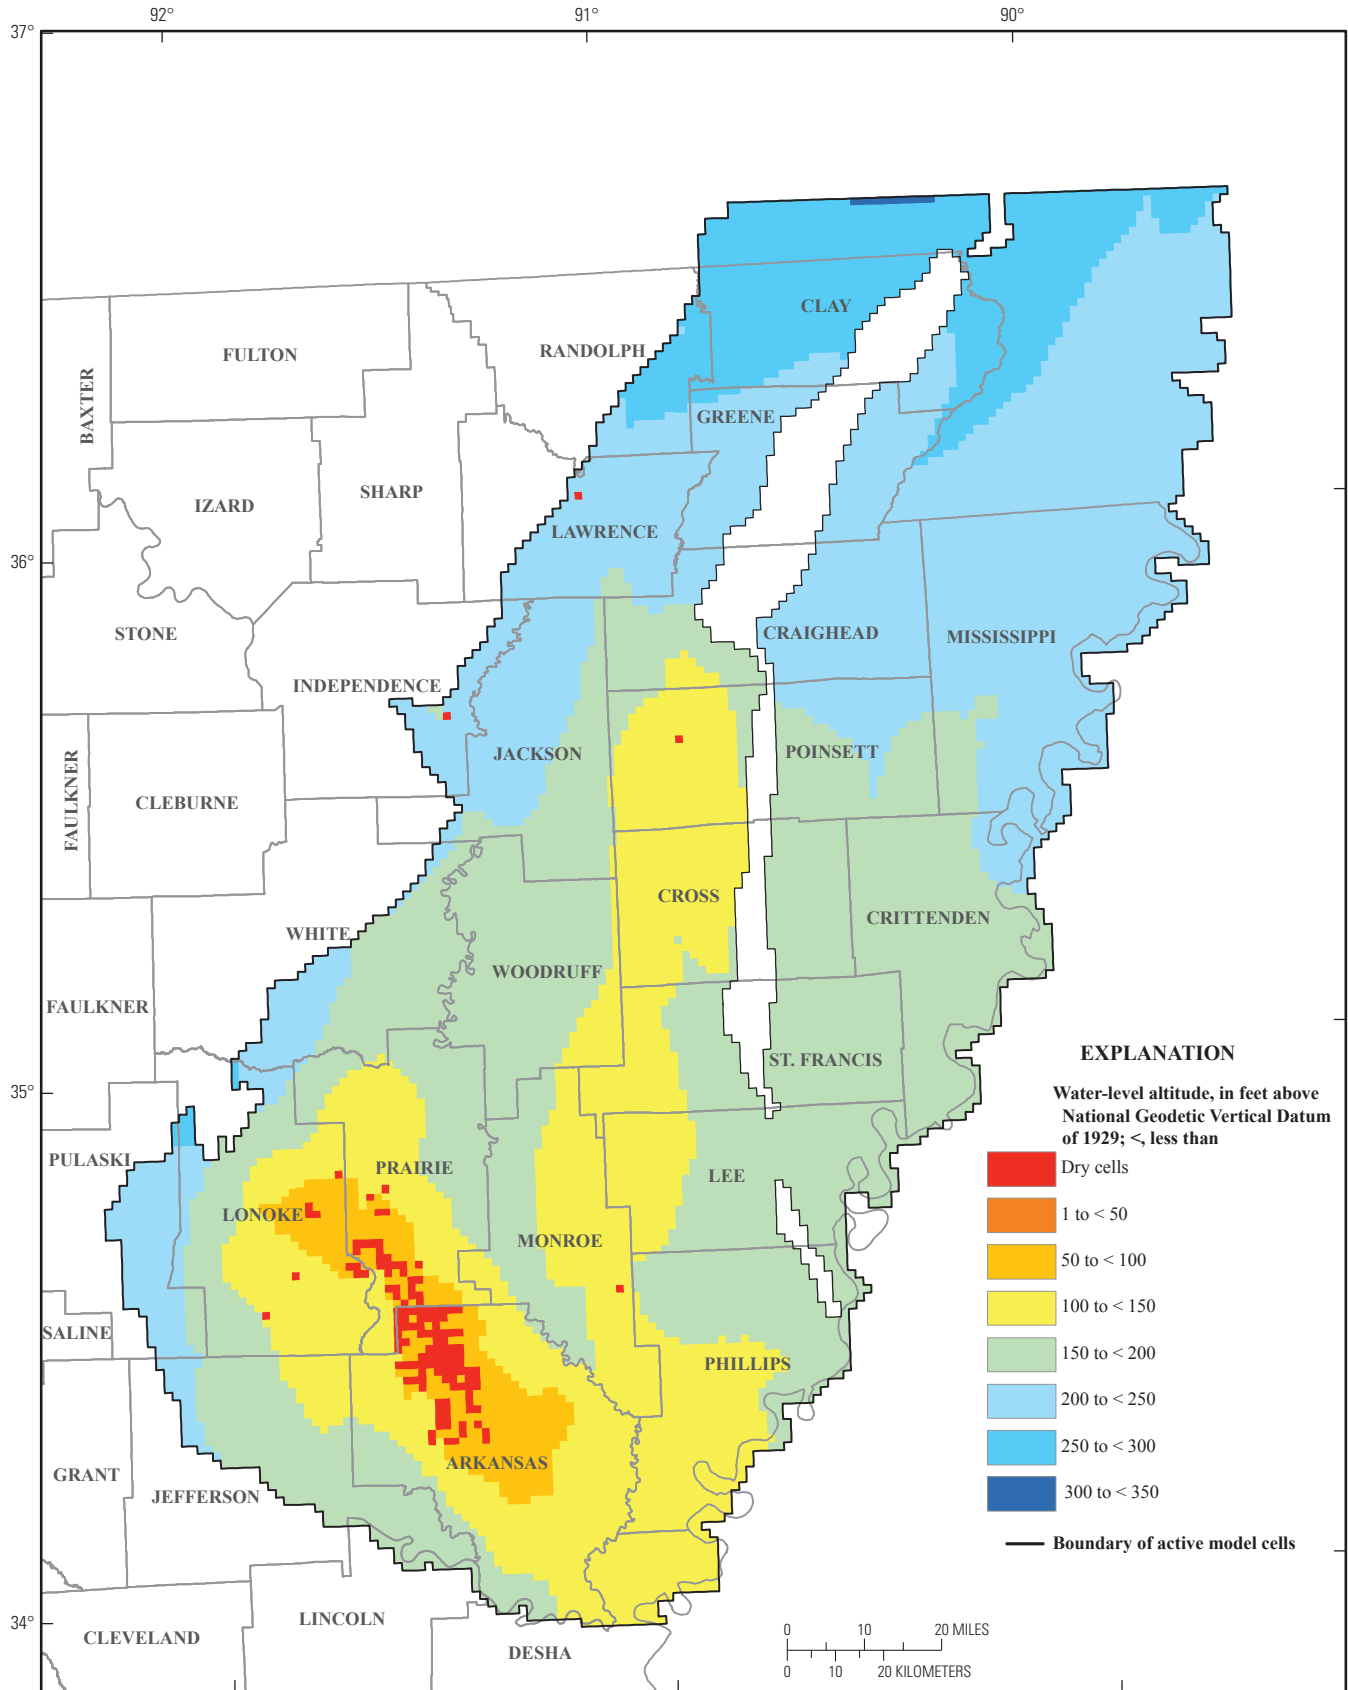 92°
91°
90°
37°
CLAY
FULTON
RANDOLPH
BAXTER
GREENE
IZARD
SHARP
LAWRENCE
36°
STONE
CRAIGHEAD
MISSISSIPPI
INDEPENDENCE
JACKSON
POINSETT
FAULKNER
CLEBURNE
CROSS
CRITTENDEN
WHITE
WOODRUFF
FAULKNER
ST. FRANCIS
35°
PULASKI
PRAIRIE
LEE
LONOKE
MONROE
SALINE
PHILLIPS
ARKANSAS
GRANT
JEFFERSON
34°
LINCOLN
CLEVELAND
DESHA
EXPLANATION
Water-level altitude, in feet above
National Geodetic Vertical Datum
of 1929; <, less than
Dry cells
1 to < 50
50 to < 100
100 to < 150
150 to < 200
200 to < 250
250 to < 300
300 to < 350
Boundary of active model cells
0 10 20 MILES
0 10 20 KILOMETERS